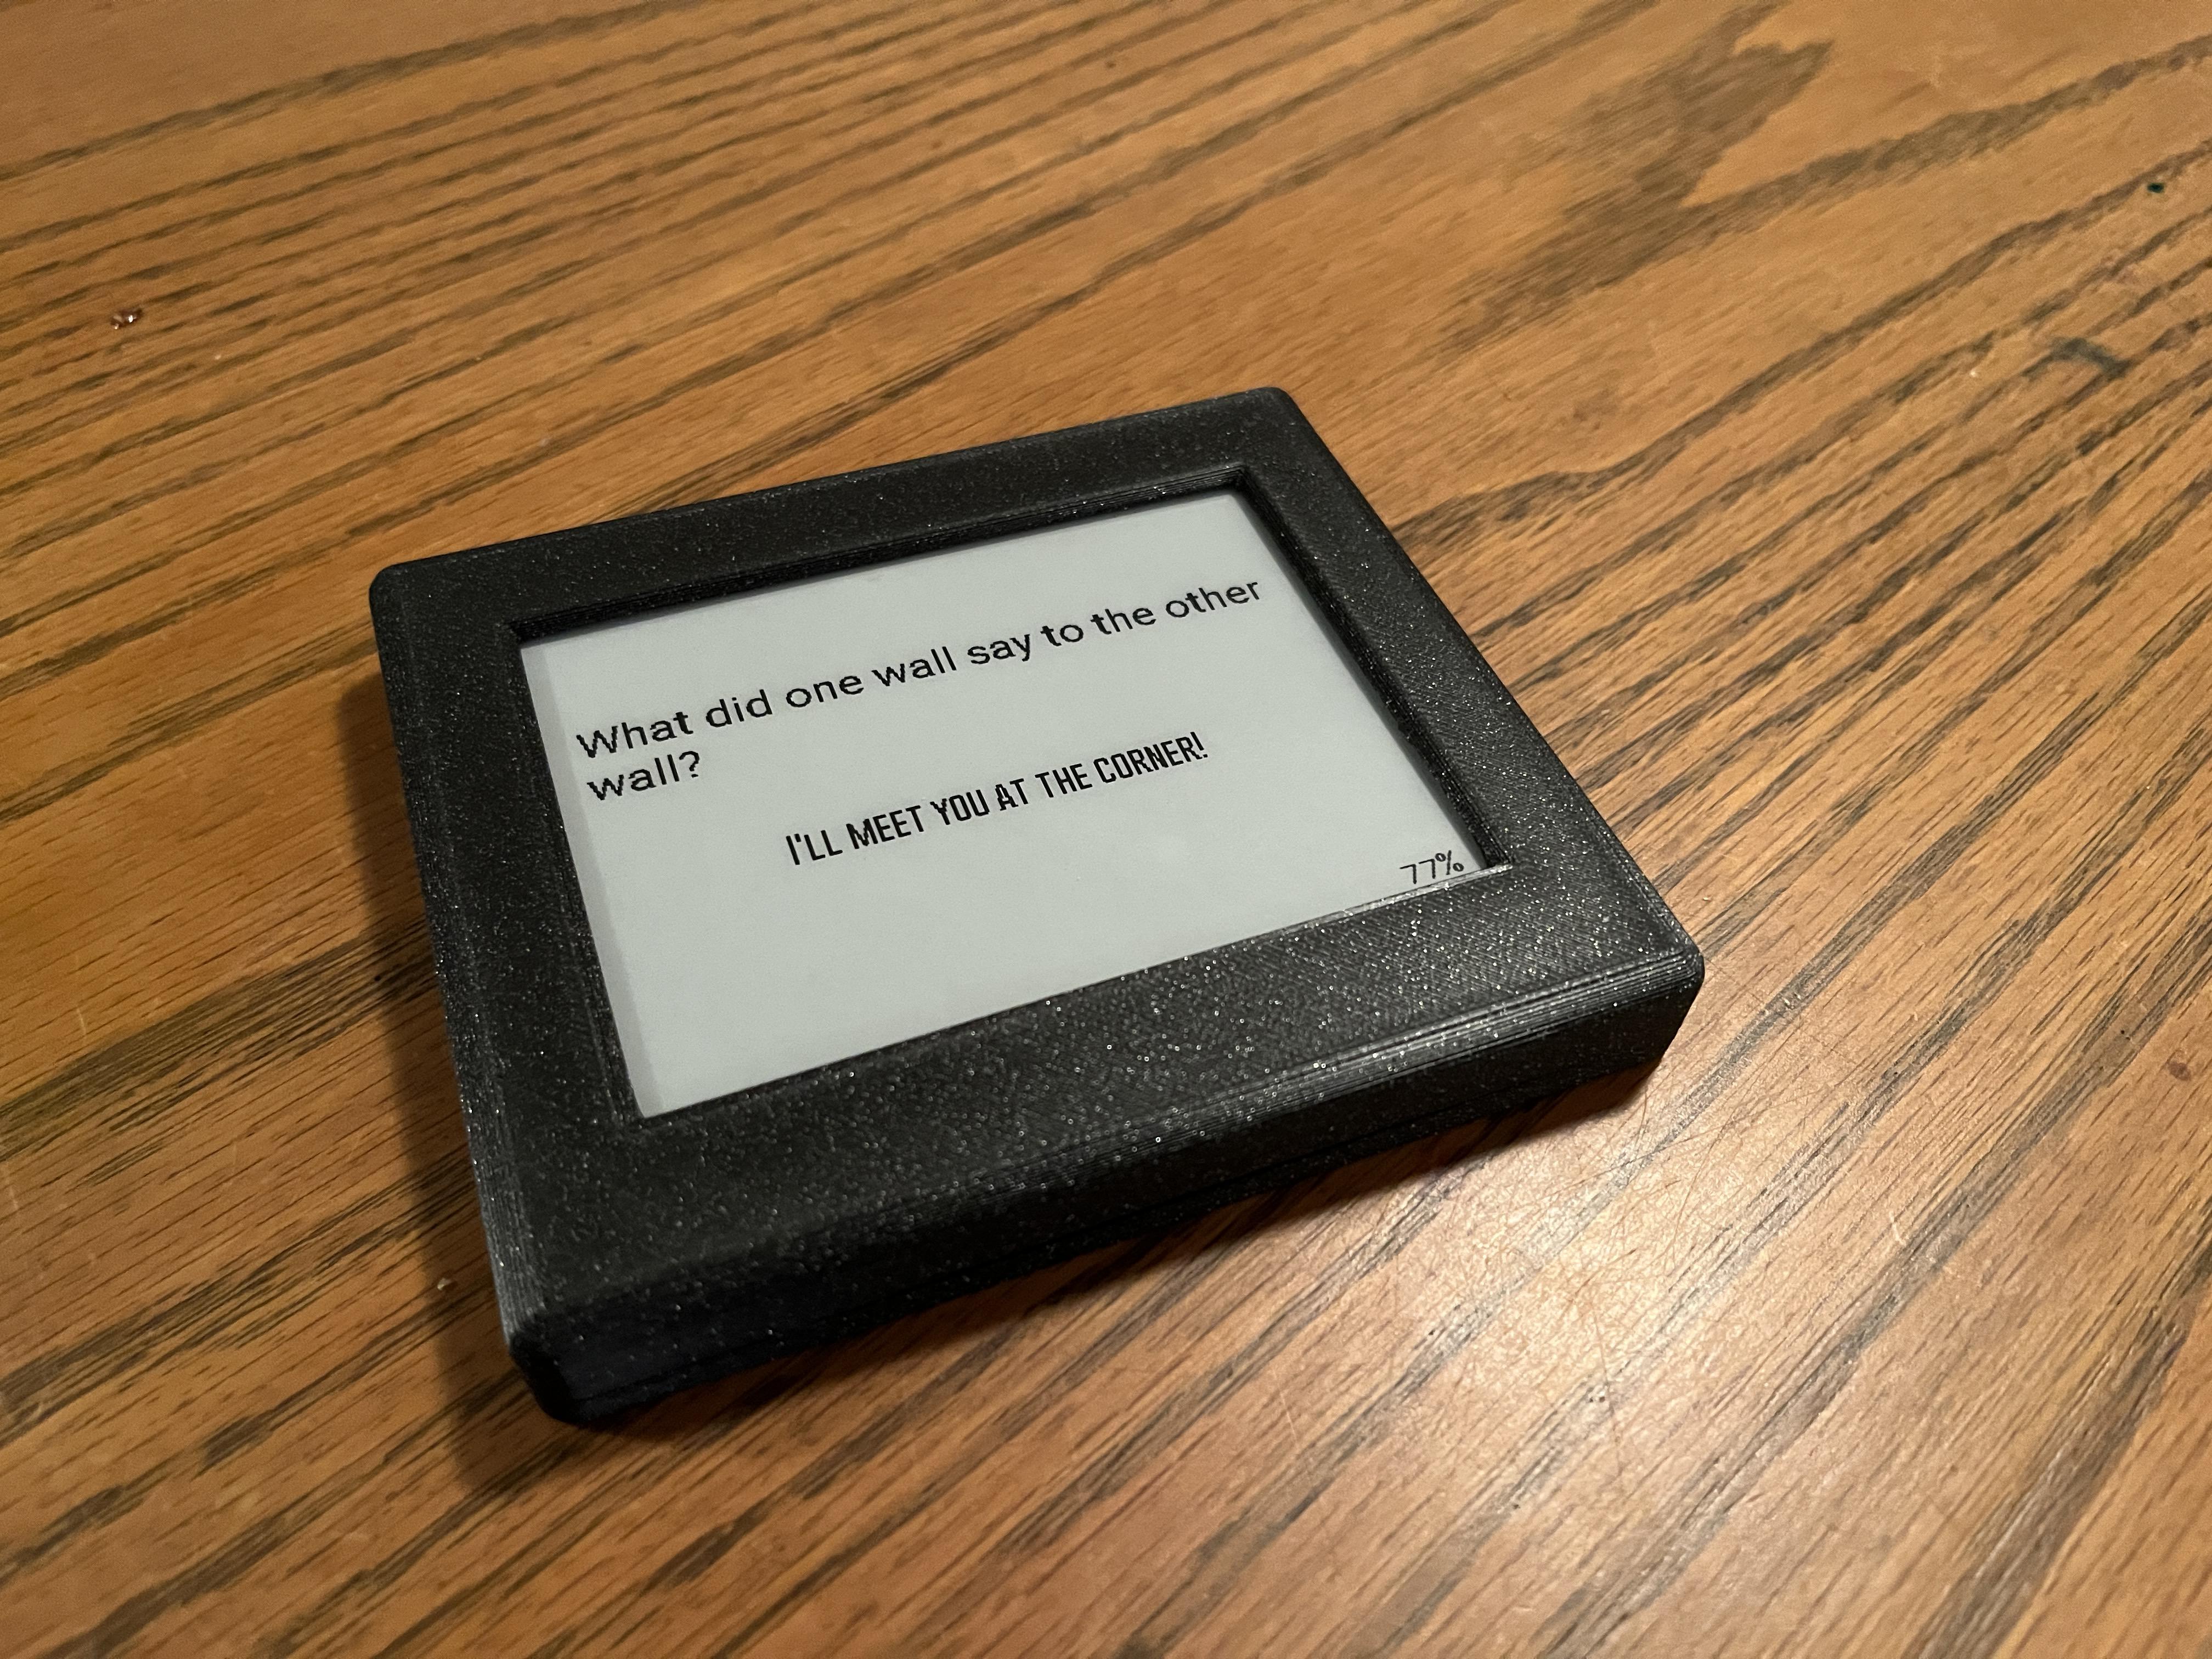 What did one wall say to the other
wall?
I'LL MEET YOU AT THE CORNER!
77%